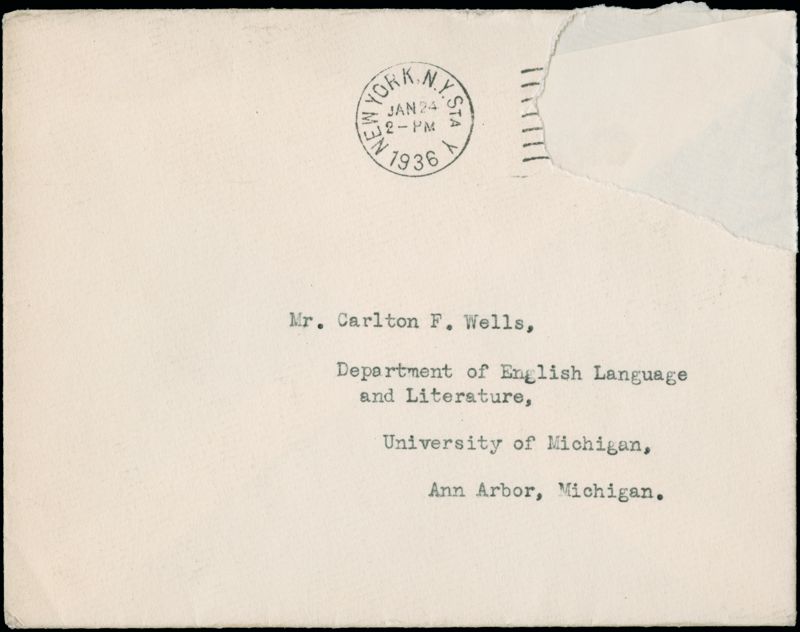 NEW YORK, N.Y. STA Y
JAN 24
2-PM
1936
Mr. Carlton F. Wells,
Department of English Language
and Literature,
University of Michigan,
Ann Arbor, Michigan.